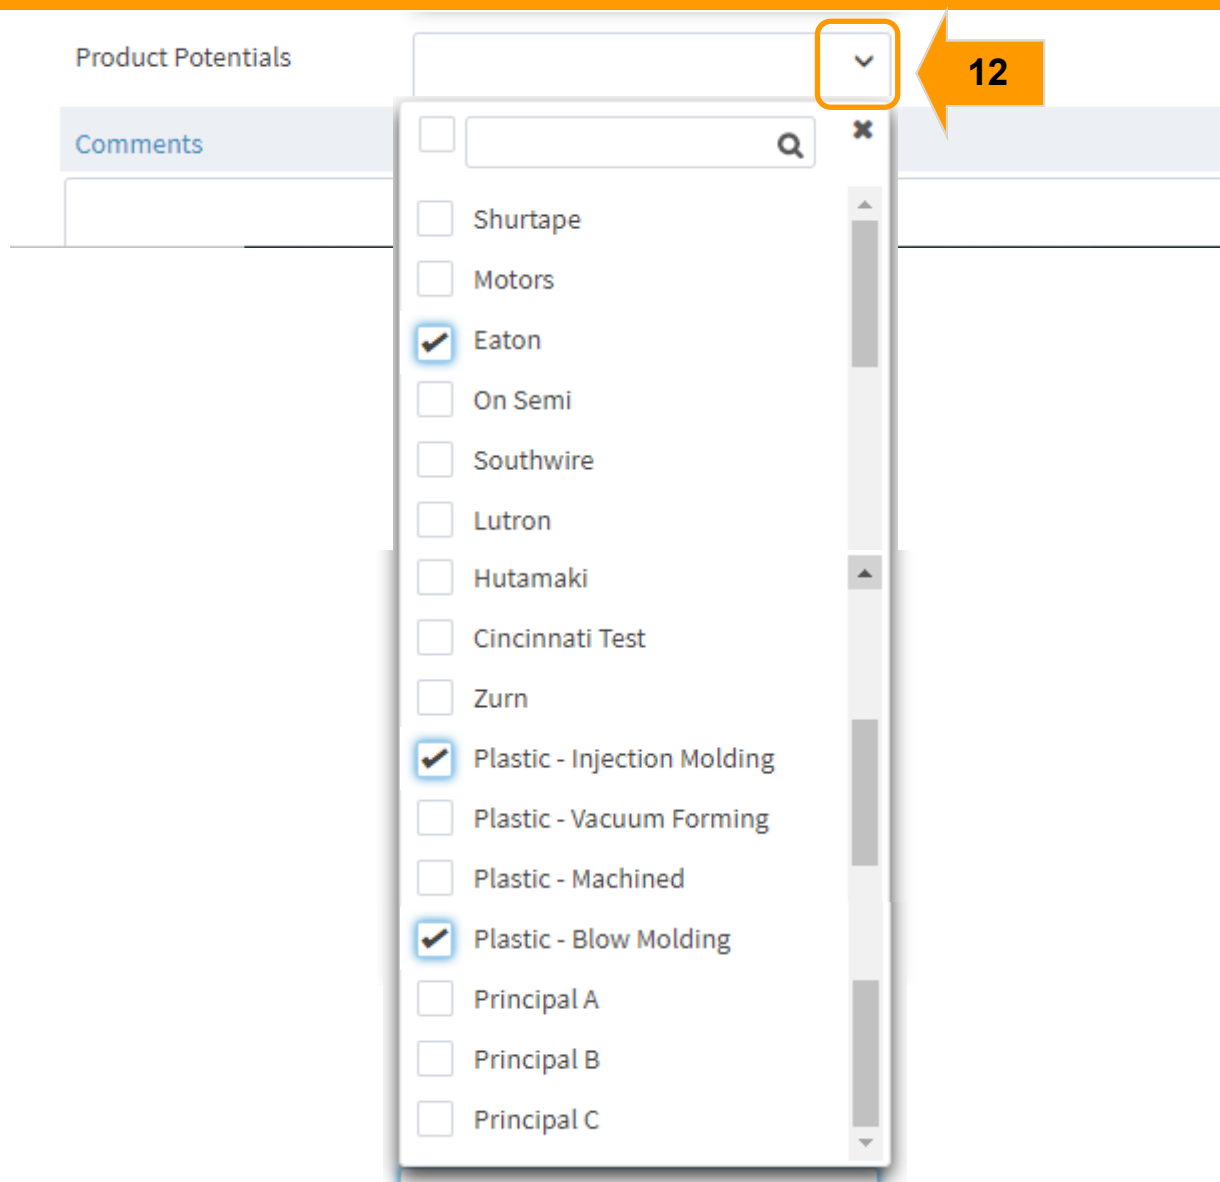 Product Potentials
12
Comments
Shurtape
Motors
Eaton
On Semi
Southwire
Lutron
Hutamaki
Cincinnati Test
Zurn
Plastic - Injection Molding
Plastic - Vacuum Forming
Plastic - Machined
Plastic - Blow Molding
Principal A
Principal B
Principal C